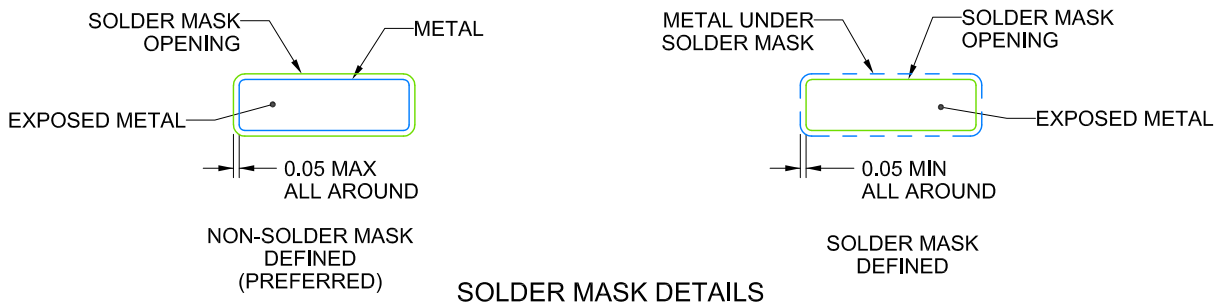 SOLDER MASK
OPENING
METAL
EXPOSED METAL
0.05 MAX
ALL AROUND
NON-SOLDER MASK
DEFINED
(PREFERRED)
METAL UNDER
SOLDER MASK
SOLDER MASK
OPENING
EXPOSED METAL
0.05 MIN
ALL AROUND
SOLDER MASK
DEFINED
SOLDER MASK DETAILS